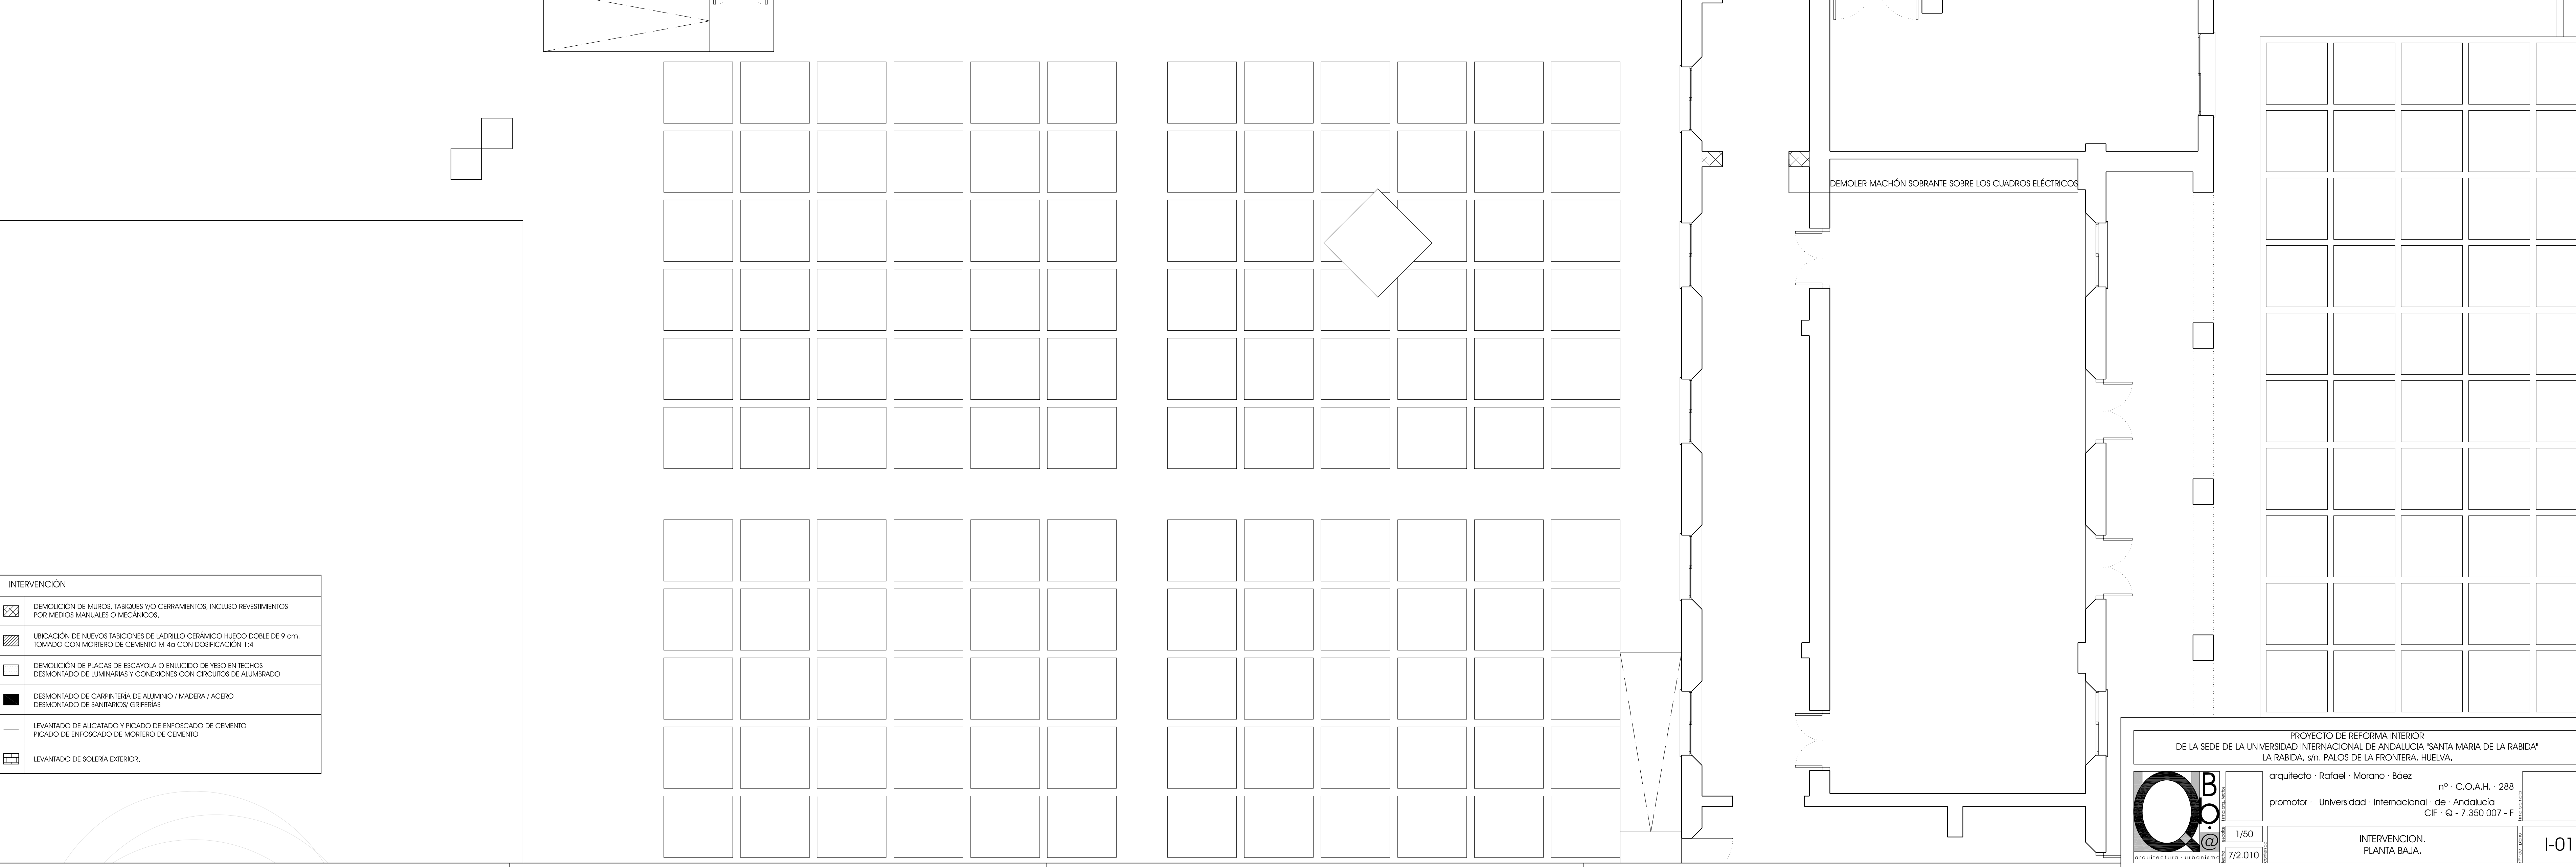 DEMOLER MACHÓN SOBRANTE SOBRE LOS CUADROS ELÉCTRICOS
INTERVENCIÓN
DEMOLICIÓN DE MUROS, TABIQUES Y/O CERRAMIENTOS, INCLUSO REVESTIMIENTOS
POR MEDIOS MANUALES O MECÁNICOS.
UBICACIÓN DE NUEVOS TABICONES DE LADRILLO CERÁMICO HUECO DOBLE DE 9 cm.
TOMADO CON MORTERO DE CEMENTO M-4a CON DOSIFICACIÓN 1:4
DEMOLICIÓN DE PLACAS DE ESCAYOLA O ENLUCIDO DE YESO EN TECHOS
DESMONTADO DE LUMINARIAS Y CONEXIONES CON CIRCUITOS DE ALUMBRADO
DESMONTADO DE CARPINTERÍA DE ALUMINIO / MADERA / ACERO
DESMONTADO DE SANITARIOS/ GRIFERÍAS
LEVANTADO DE ALICATADO Y PICADO DE ENFOSCADO DE CEMENTO
PICADO DE ENFOSCADO DE MORTERO DE CEMENTO
LEVANTADO DE SOLERÍA EXTERIOR.
PROYECTO DE REFORMA INTERIOR
DE LA SEDE DE LA UNIVERSIDAD INTERNACIONAL DE ANDALUCIA "SANTA MARIA DE LA RABIDA"
LA RABIDA, s/n. PALOS DE LA FRONTERA, HUELVA.
arquitecto · Rafael · Morano · Báez
nº · C.O.A.H. · 288
promotor · Universidad · Internacional · de · Andalucía
CIF · Q - 7.350.007 - F
arquitectura · urbanismo
1/50
7/2.010
INTERVENCION.
PLANTA BAJA.
I-01